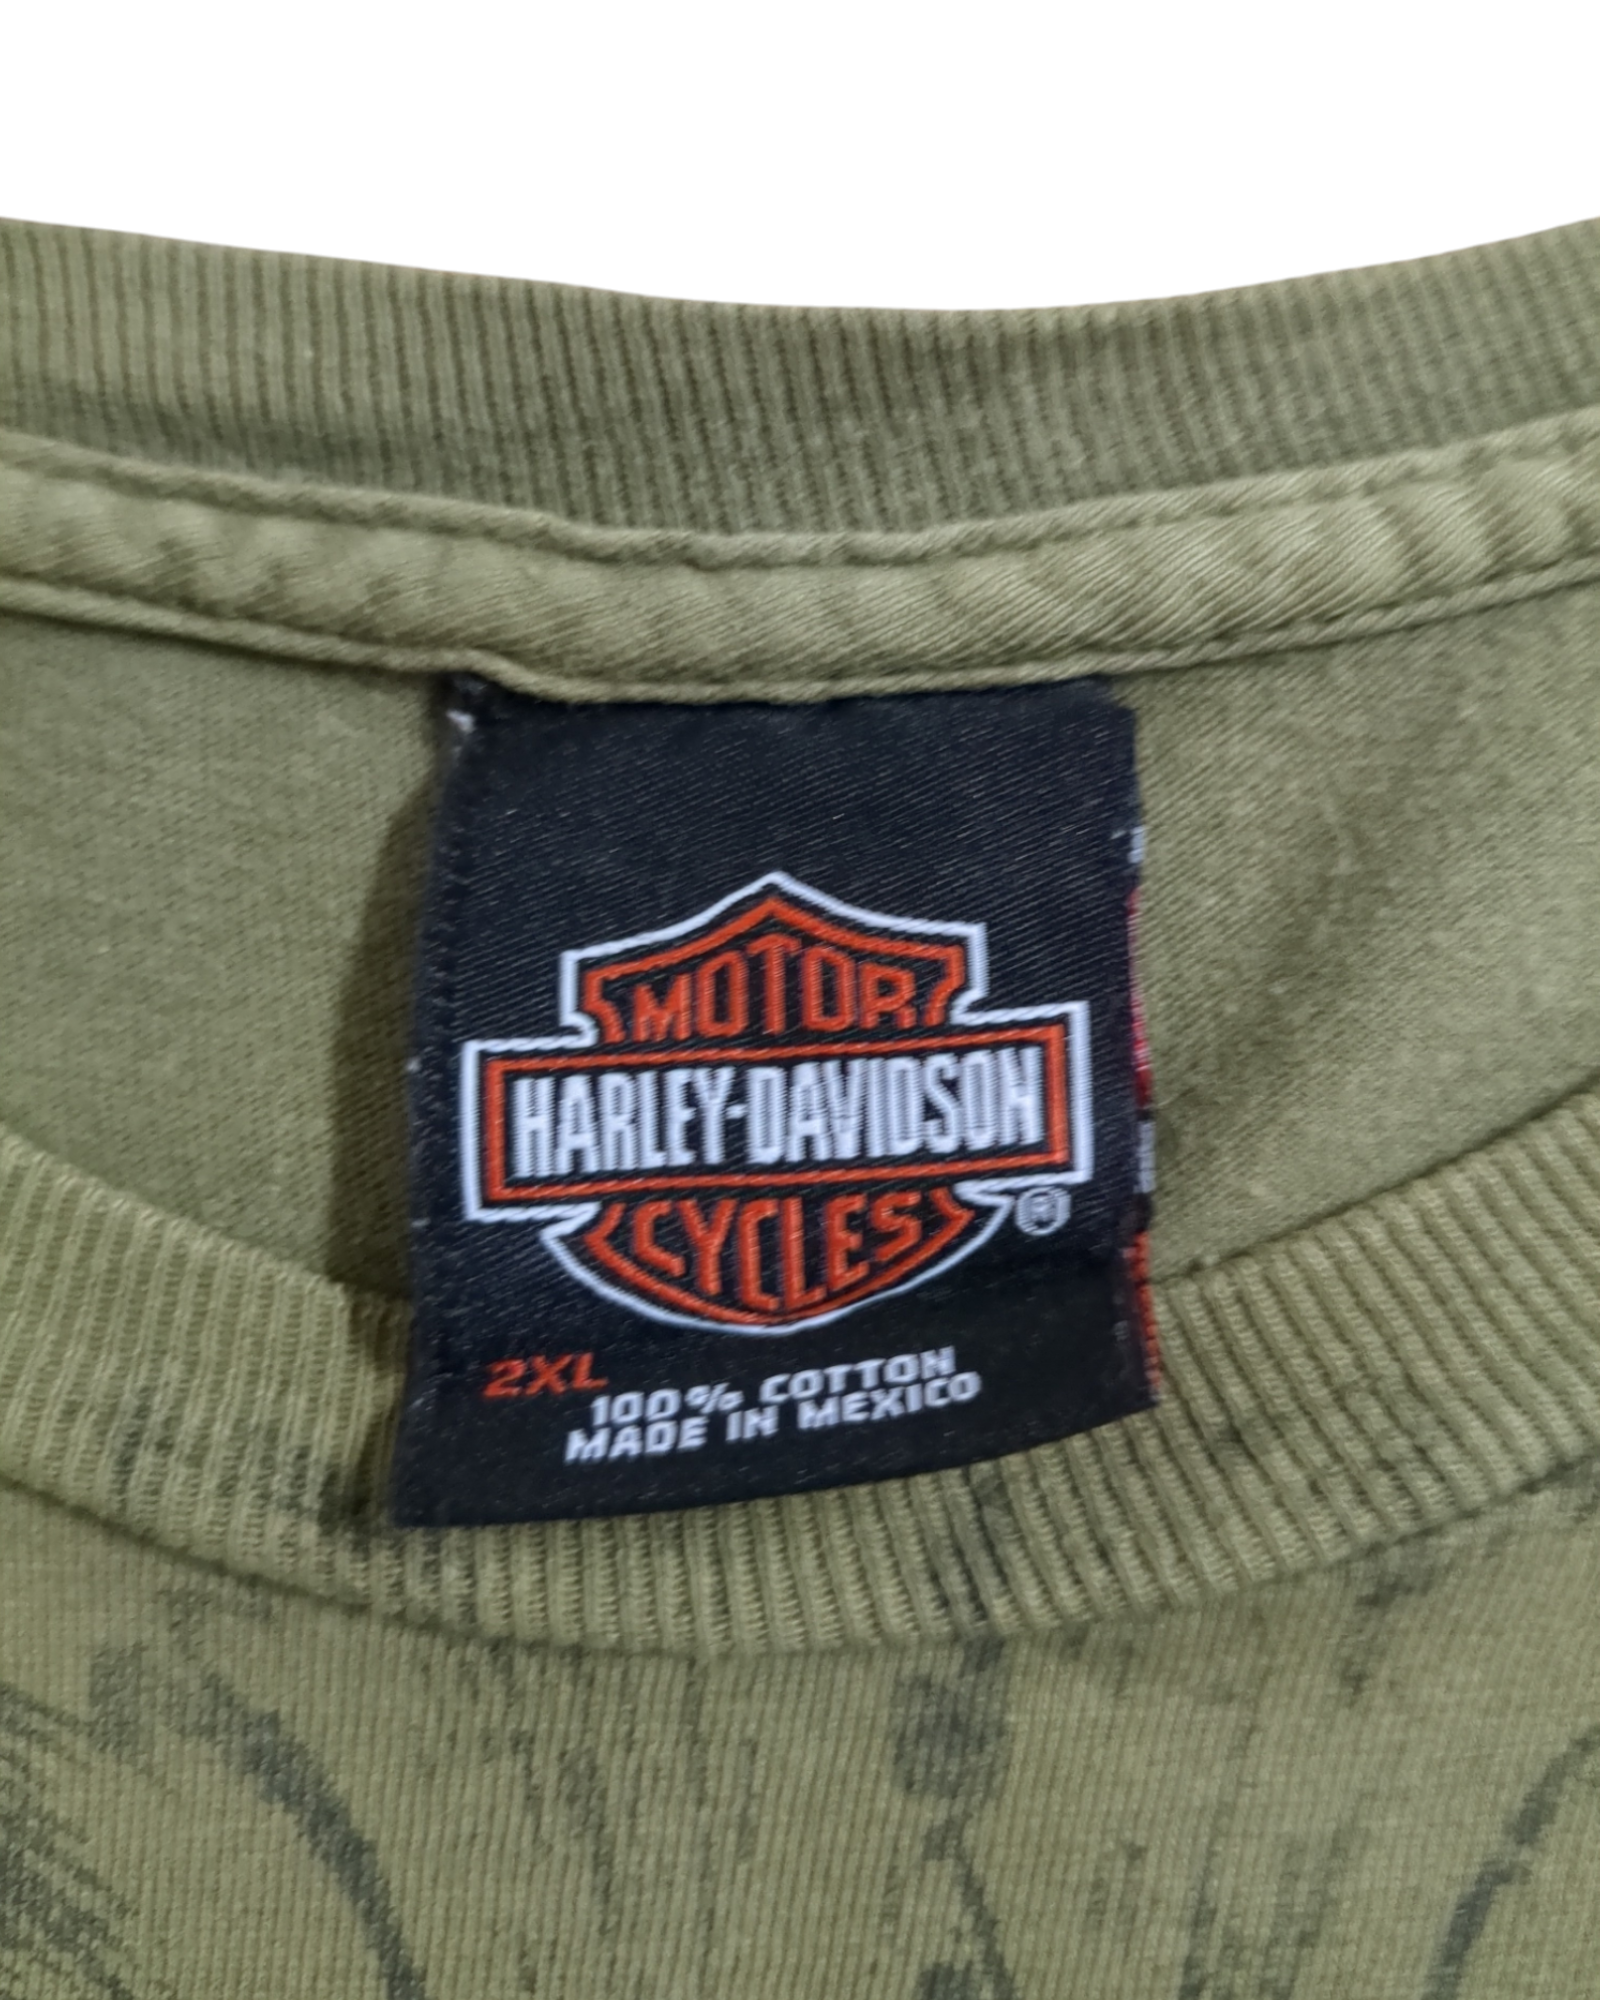 MOTOR
HARLEY-DAVIDSON
CYCLES
®
2XL
100% COTTON
MADE IN MEXICO